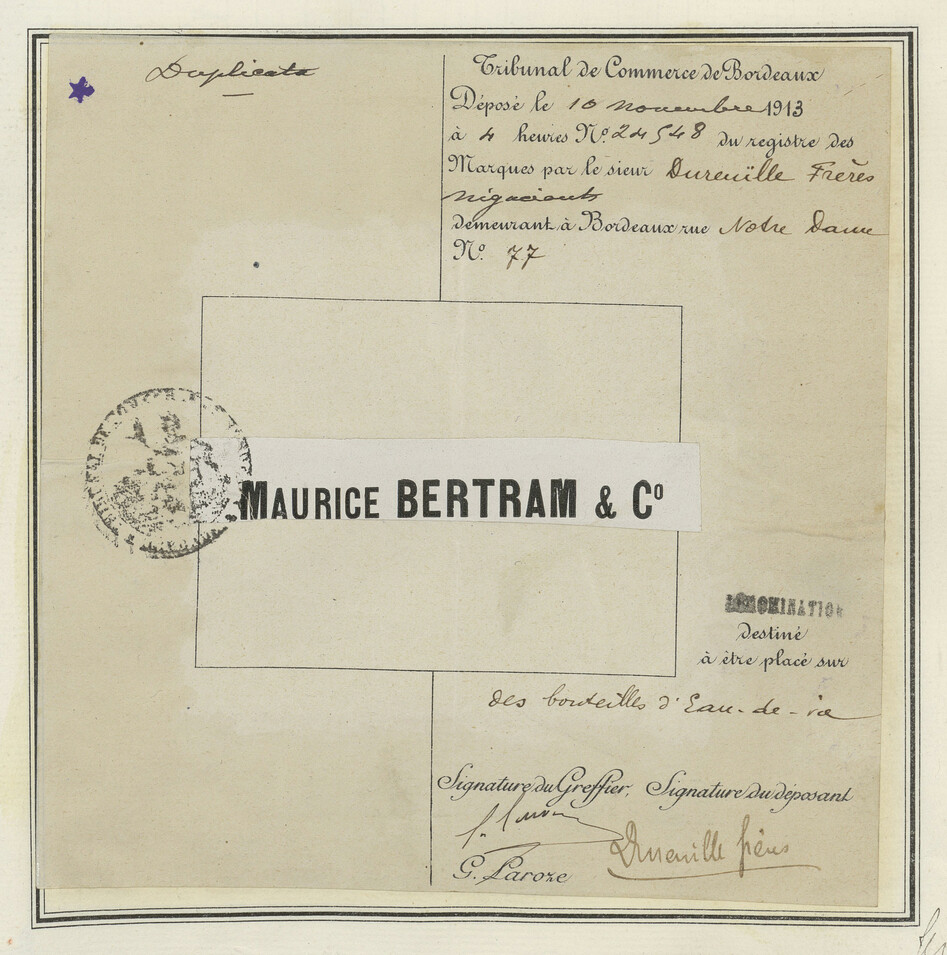 Duplicata
Tribunal de Commerce de Bordeaux
Déposé le 10 novembre 1913
à 4 heures N° 24548 du registre des
Marques par le sieur Dureuille Frères
négociants
demeurant à Bordeaux rue Notre Dame
N° 77
MAURICE BERTRAM & C°
DÉNOMINATION
destiné
à être placé sur
des bouteilles d'Eau-de-vie
Signature du Greffier, Signature du déposant
Dureuille frères
G. Paroze